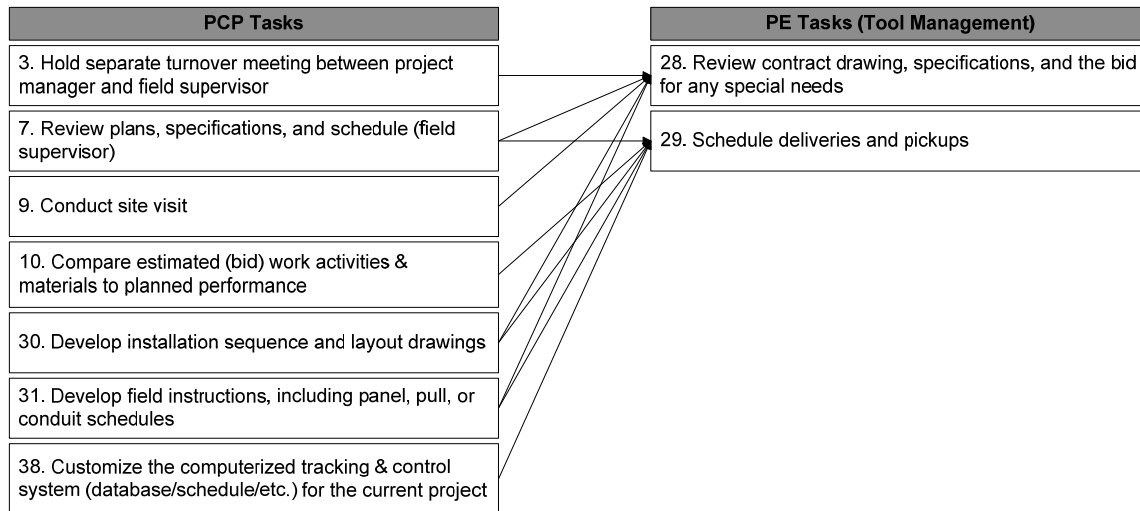 PCP Tasks
3. Hold separate turnover meeting between project
manager and field supervisor
7. Review plans, specifications, and schedule (field
supervisor)
9. Conduct site visit
10. Compare estimated (bid) work activities &
materials to planned performance
30. Develop installation sequence and layout drawings
31. Develop field instructions, including panel, pull, or
conduit schedules
38. Customize the computerized tracking & control
system (database/schedule/etc.) for the current project
PE Tasks (Tool Management)
28. Review contract drawing, specifications, and the bid
for any special needs
29. Schedule deliveries and pickups